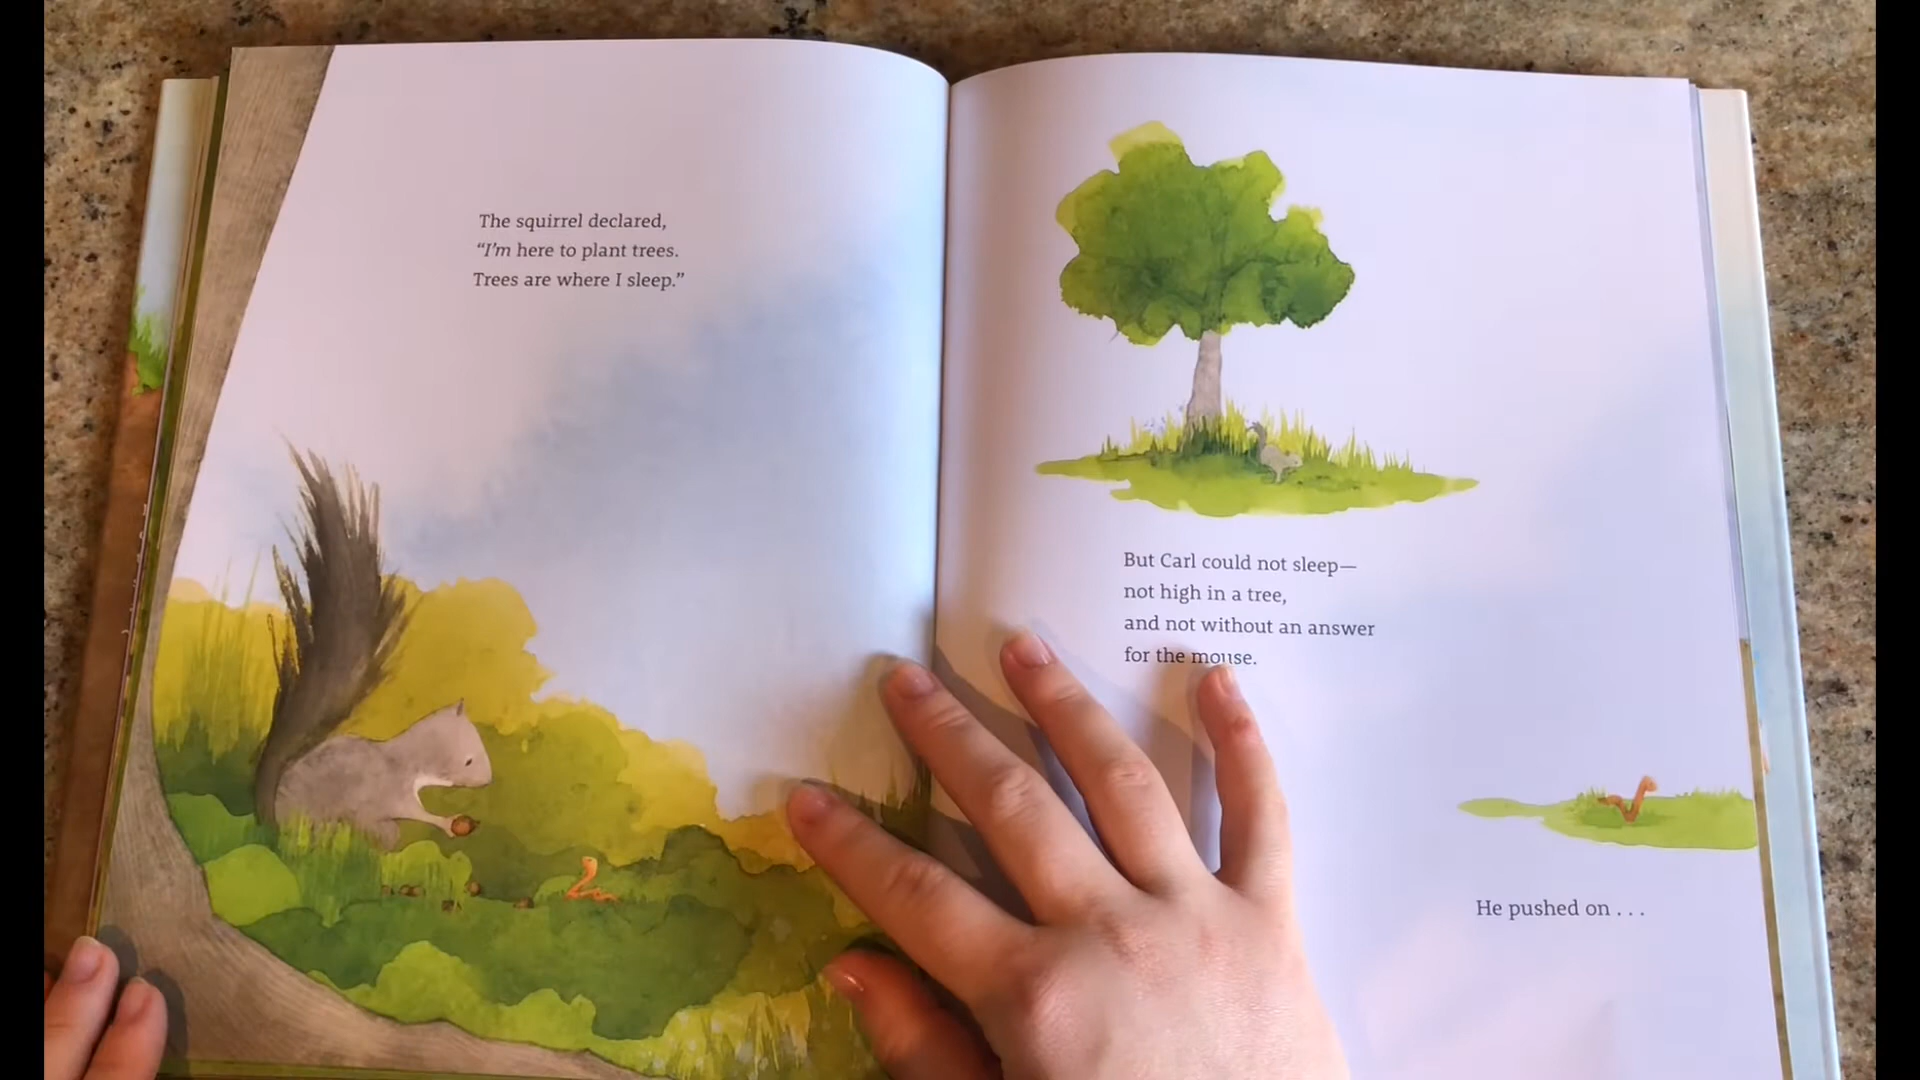 The squirrel declared,
“I’m here to plant trees.
Trees are where I sleep.”
But Carl could not sleep—
not high in a tree,
and not without an answer
for the mouse.
He pushed on . . .